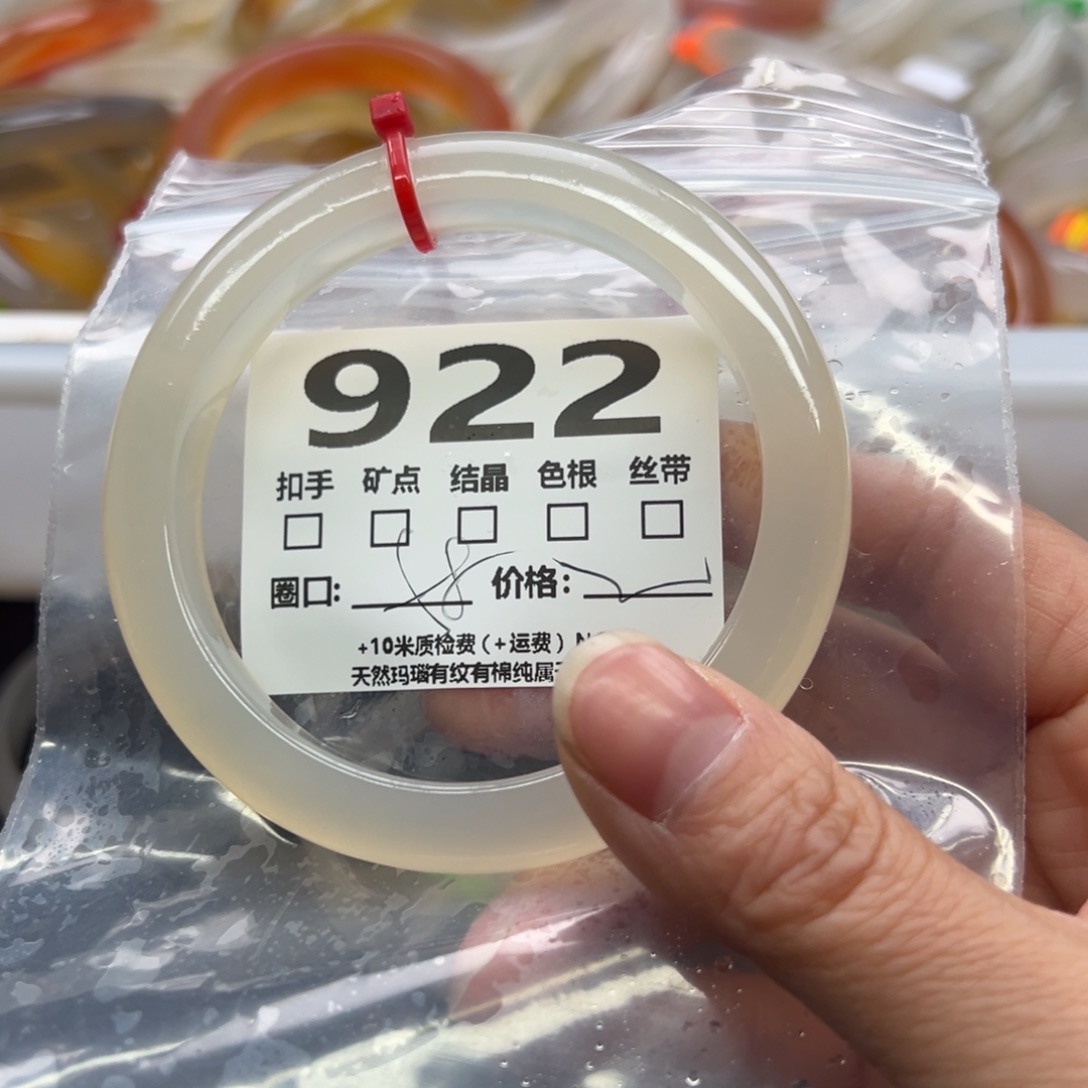 922
扣手 矿点 结晶 色根 丝带
圈口: 价格:
+10米质检费(+运费)
天然玛瑙有纹有棉纯属